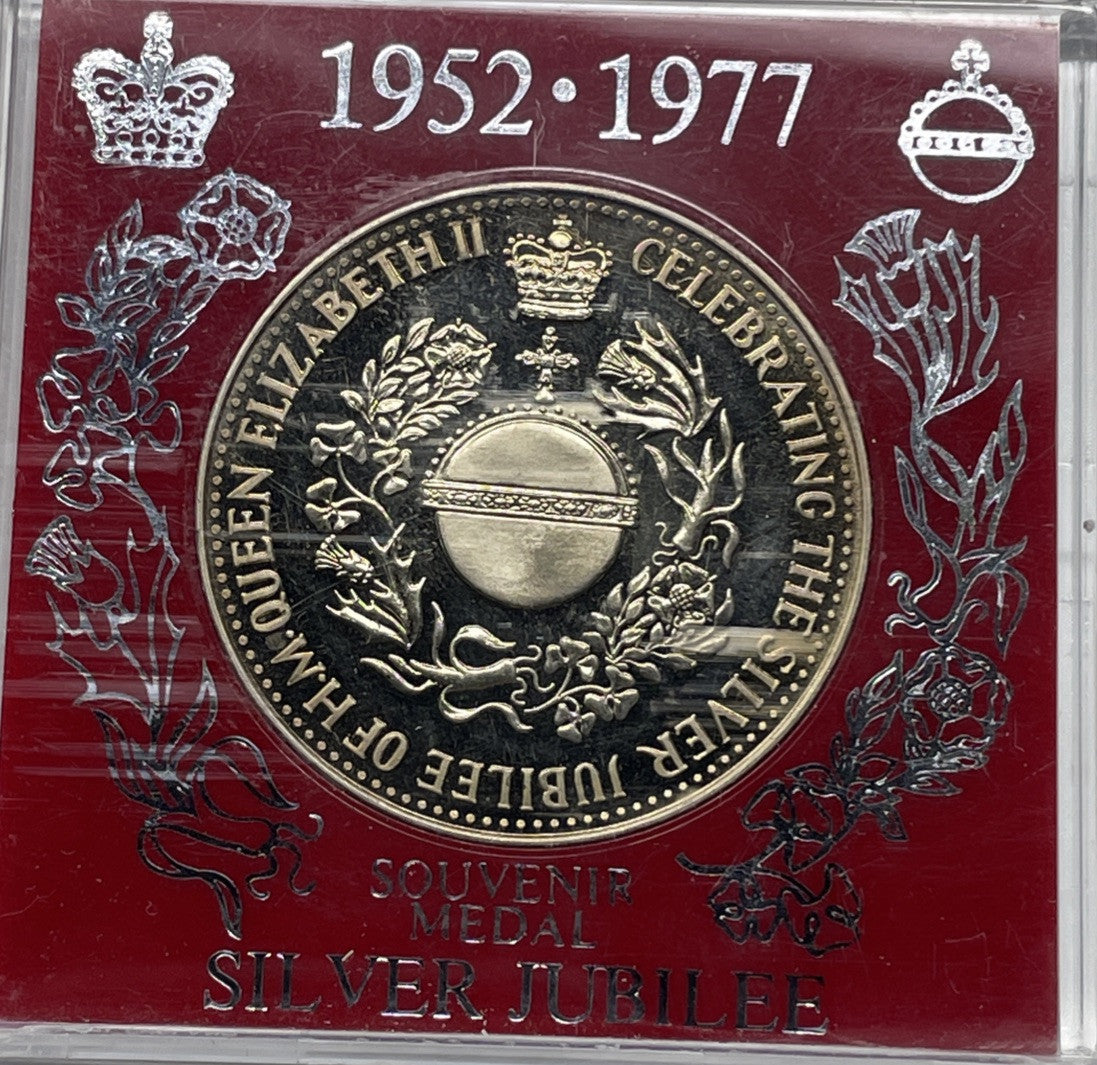 1952·1977
CELEBRATING THE SILVER JUBILEE OF H.M. QUEEN ELIZABETH II
SOUVENIR
MEDAL
SILVER JUBILEE